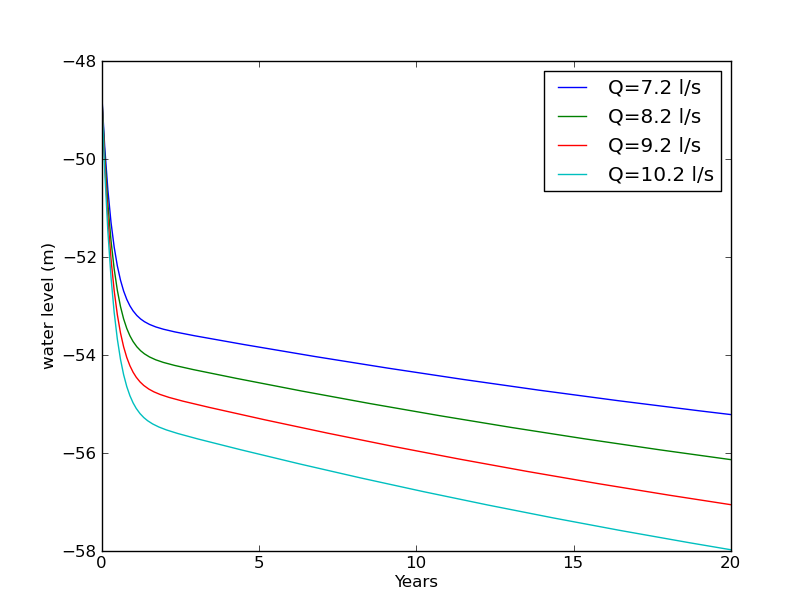 −48
−50
−52
−54
−56
−58
water level (m)
0
5
10
15
20
Years
Q=7.2 l/s
Q=8.2 l/s
Q=9.2 l/s
Q=10.2 l/s